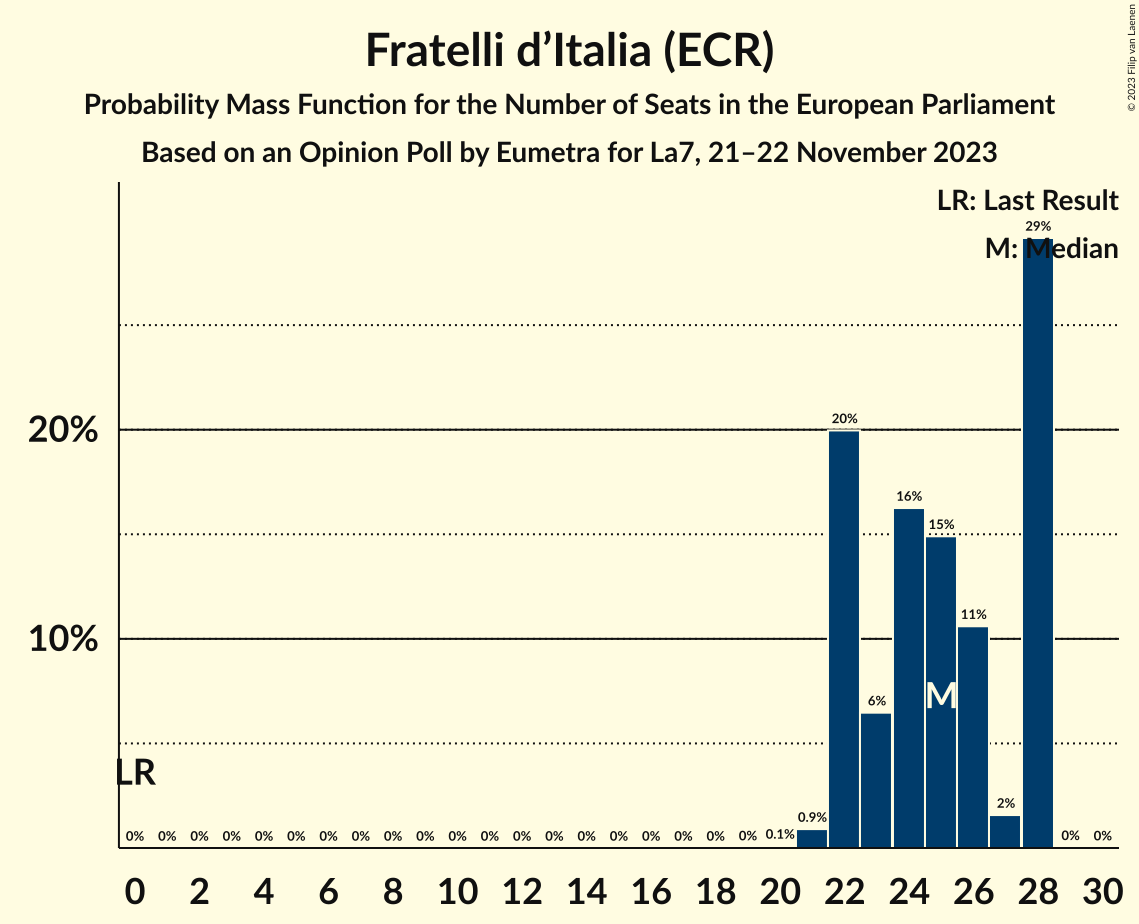 Fratelli d’Italia (ECR)
Probability Mass Function for the Number of Seats in the European Parliament
Based on an Opinion Poll by Eumetra for La7, 21–22 November 2023
© 2023 Filip van Laenen
LR: Last Result
M: Median
29%
20%
20%
16%
15%
11%
10%
M
6%
LR
2%
0.9%
0% 0% 0% 0% 0% 0% 0% 0% 0% 0% 0% 0% 0% 0% 0% 0% 0% 0% 0% 0% 0.1% 0% 0%
0 2 4 6 8 10 12 14 16 18 20 22 24 26 28 30